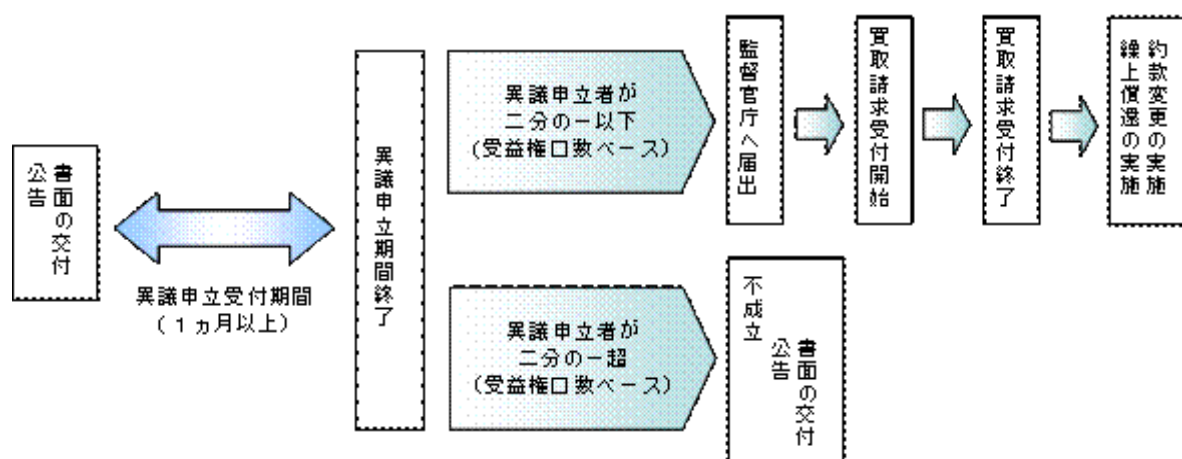 書面の交付
公告
異議申立受付期間
(1ヵ月以上)
異議申立期間終了
異議申立者が
二分の一以下
(受益権口数ベース)
監督官庁へ届出
買取請求受付開始
買取請求受付終了
約款変更の実施
繰上償還の実施
異議申立者が
二分の一超
(受益権口数ベース)
不成立
書面の交付
公告